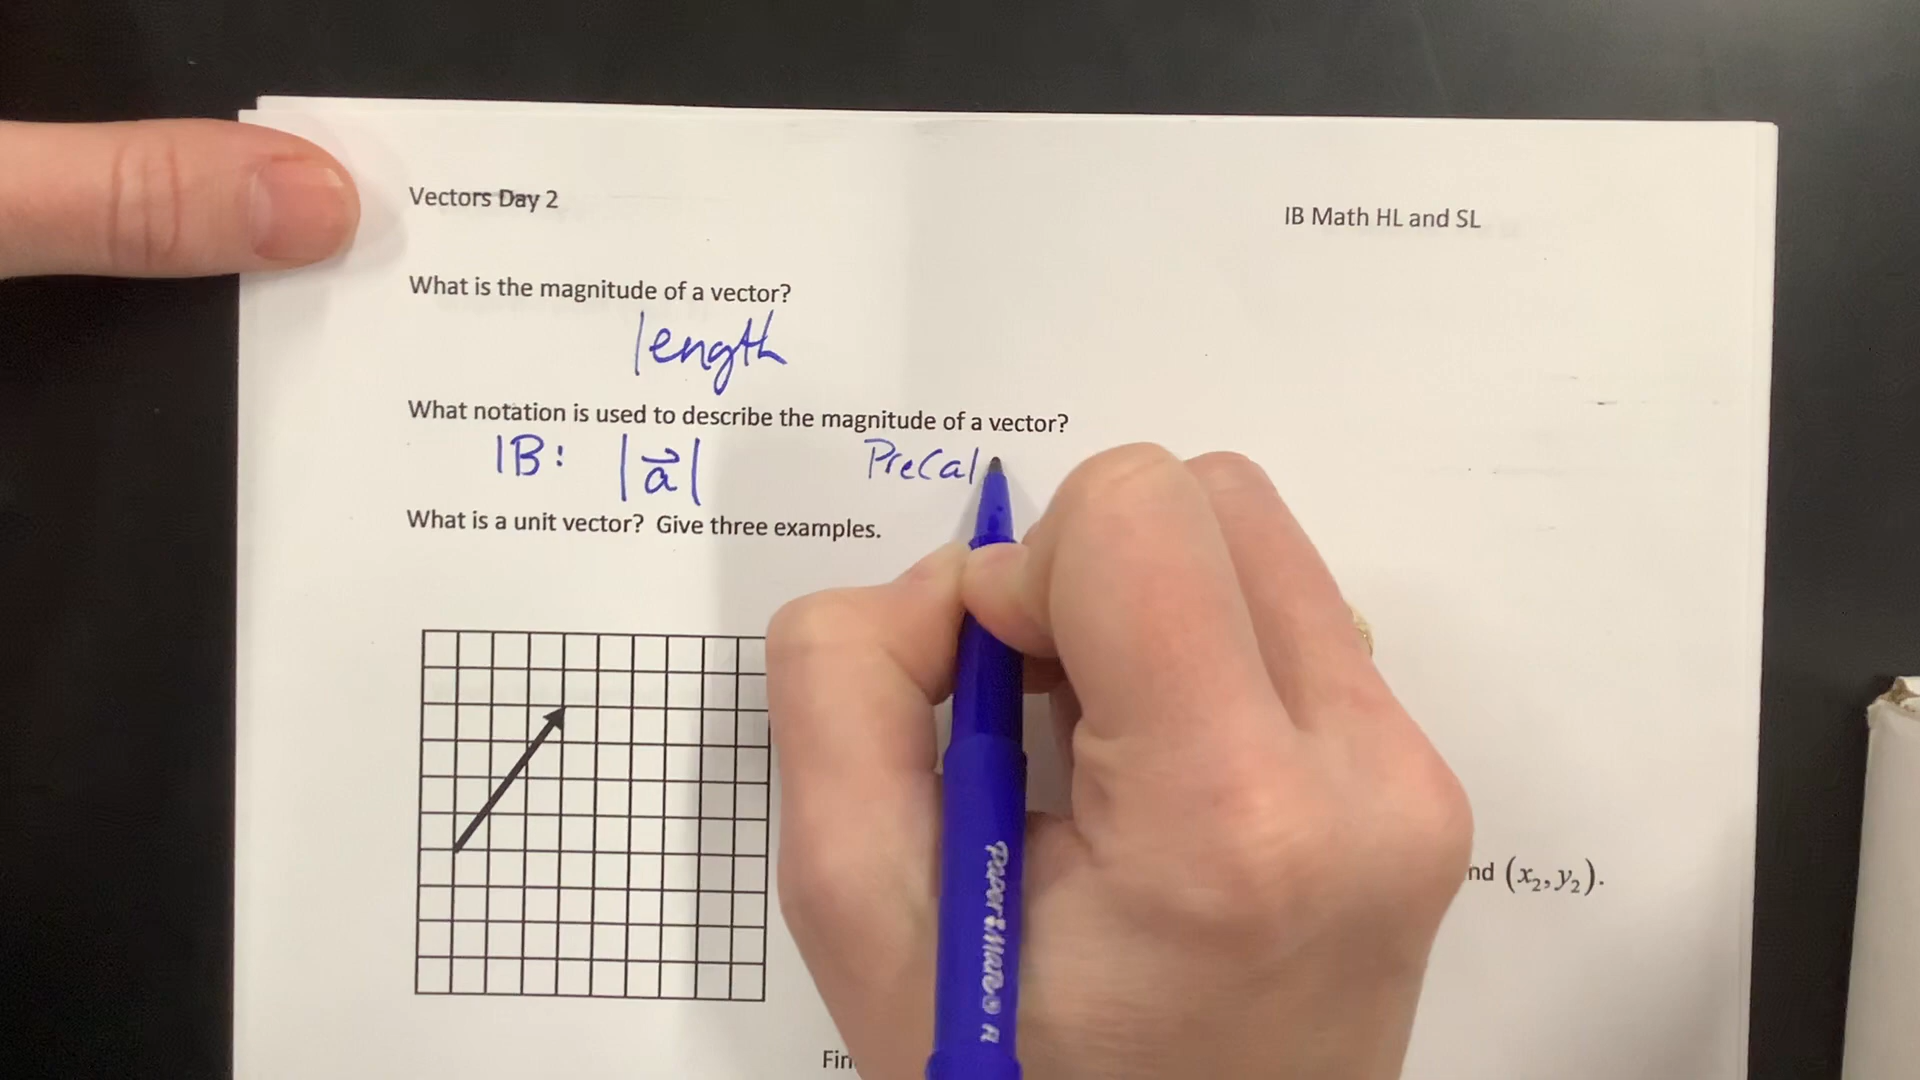 Vectors Day 2
IB Math HL and SL
What is the magnitude of a vector?
length
What notation is used to describe the magnitude of a vector?
IB: |a⃗| PreCal
What is a unit vector? Give three examples.
nd (x₂, y₂).
Fin
PaperMate